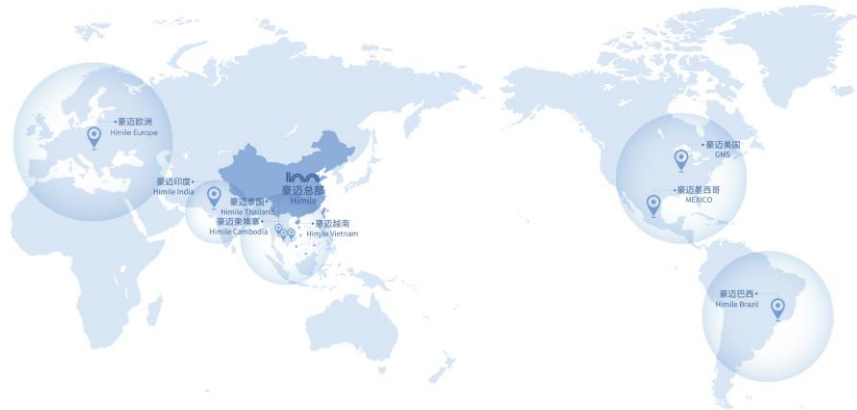 •豪迈欧洲
Himile Europe
豪迈印度•
Himile India
豪迈总部
Himile
豪迈泰国•
Himile Thailand
豪迈柬埔寨•
Himile Cambodia
•豪迈越南
Himile Vietnam
•豪迈美国
GMS
•豪迈墨西哥
MEXICO
豪迈巴西•
Himile Brazil